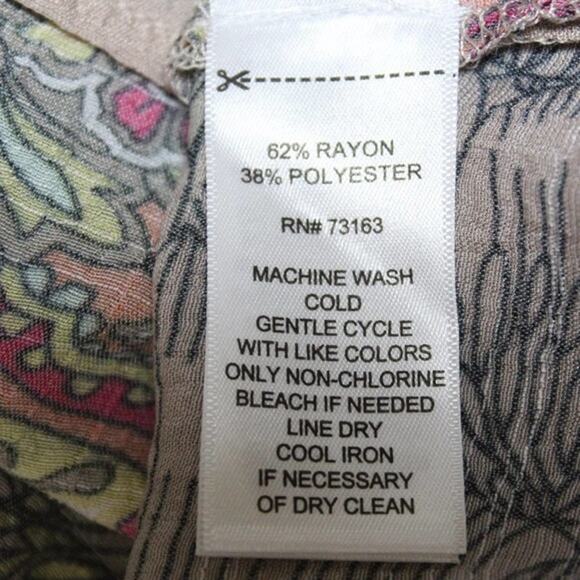 62% RAYON
38% POLYESTER
RN# 73163
MACHINE WASH
COLD
GENTLE CYCLE
WITH LIKE COLORS
ONLY NON-CHLORINE
BLEACH IF NEEDED
LINE DRY
COOL IRON
IF NECESSARY
OF DRY CLEAN